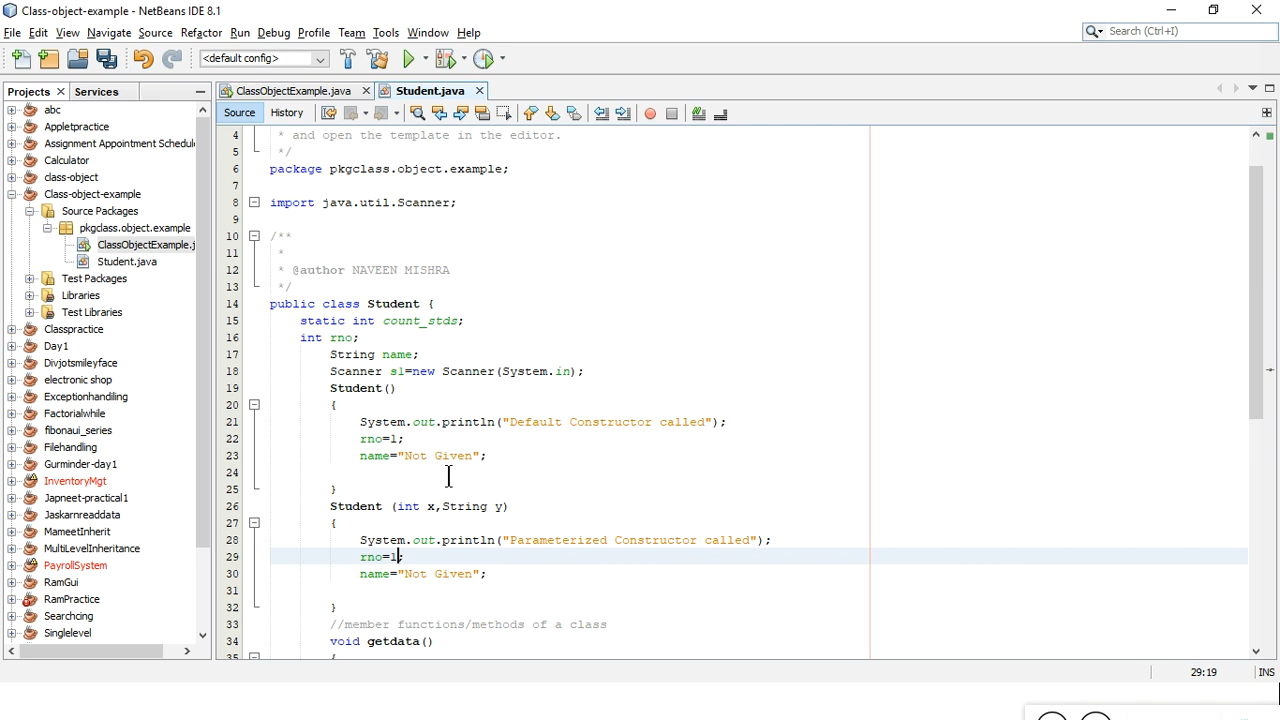 Class-object-example - NetBeans IDE 8.1
File Edit View Navigate Source Refactor Run Debug Profile Team Tools Window Help
Search (Ctrl+I)
<default config>
Projects Services
ClassObjectExample.java Student.java
Source History
abc
Appletpractice
Assignment Appointment Schedul
Calculator
class-object
Class-object-example
Source Packages
pkgclass.object.example
ClassObjectExample.j
Student.java
Test Packages
Libraries
Test Libraries
Classpractice
Day1
Divjotsmileyface
electronic shop
Exceptionhandling
Factorialwhile
fibonaui_series
Filehandling
Gurminder-day1
InventoryMgt
Japneet-practical1
Jaskarnreaddata
MameetInherit
MultiLevelInheritance
PayrollSystem
RamGui
RamPractice
Searching
Singlelevel
4 * and open the template in the editor.
5 */
6 package pkgclass.object.example;
7
8 import java.util.Scanner;
9
10 /**
11 *
12 * @author NAVEEN MISHRA
13 */
14 public class Student {
15 static int count_stds;
16 int rno;
17 String name;
18 Scanner s1=new Scanner(System.in);
19 Student()
20 {
21 System.out.println("Default Constructor called");
22 rno=1;
23 name="Not Given";
24
25 }
26 Student (int x,String y)
27 {
28 System.out.println("Parameterized Constructor called");
29 rno=1;
30 name="Not Given";
31
32 }
33 //member functions/methods of a class
34 void getdata()
35 {
29:19 INS